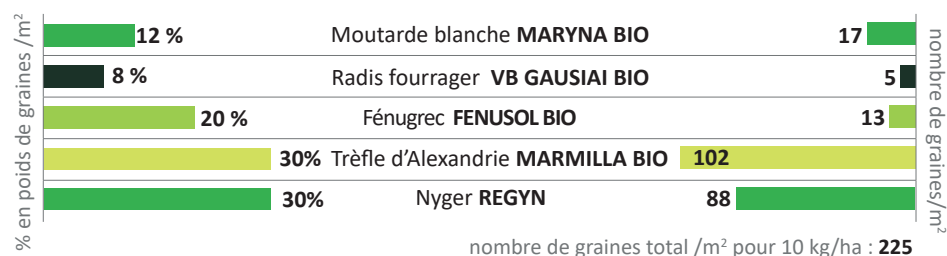 % en poids de graines /m²
12 % Moutarde blanche MARYNA BIO 17
8 % Radis fourrager VB GAUSIAI BIO 5
20 % Fénugrec FENUSOL BIO 13
30% Trèfle d'Alexandrie MARMILLA BIO 102
30% Nyger REGYN 88
nombre de graines/m²
nombre de graines total /m² pour 10 kg/ha : 225